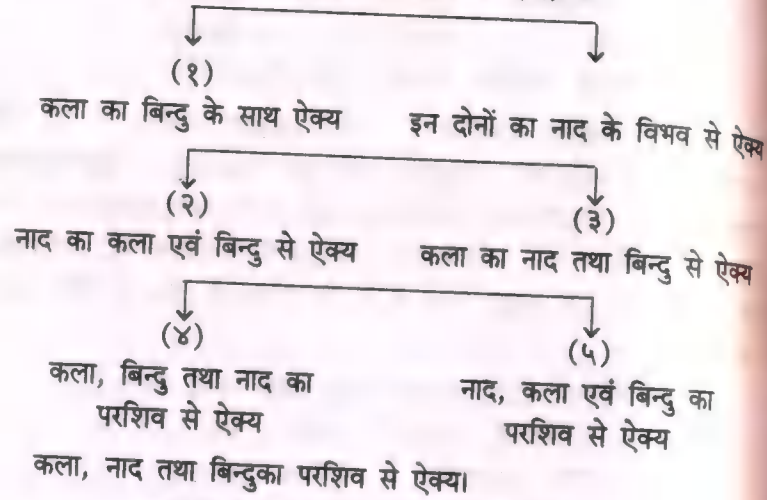 (१)
कला का बिन्दु के साथ ऐक्य इन दोनों का नाद के विभव से ऐक्य
(२) (३)
नाद का कला एवं बिन्दु से ऐक्य कला का नाद तथा बिन्दु से ऐक्य
(४) (५)
कला, बिन्दु तथा नाद का नाद, कला एवं बिन्दु का
परशिव से ऐक्य परशिव से ऐक्य
कला, नाद तथा बिन्दुका परशिव से ऐक्य।